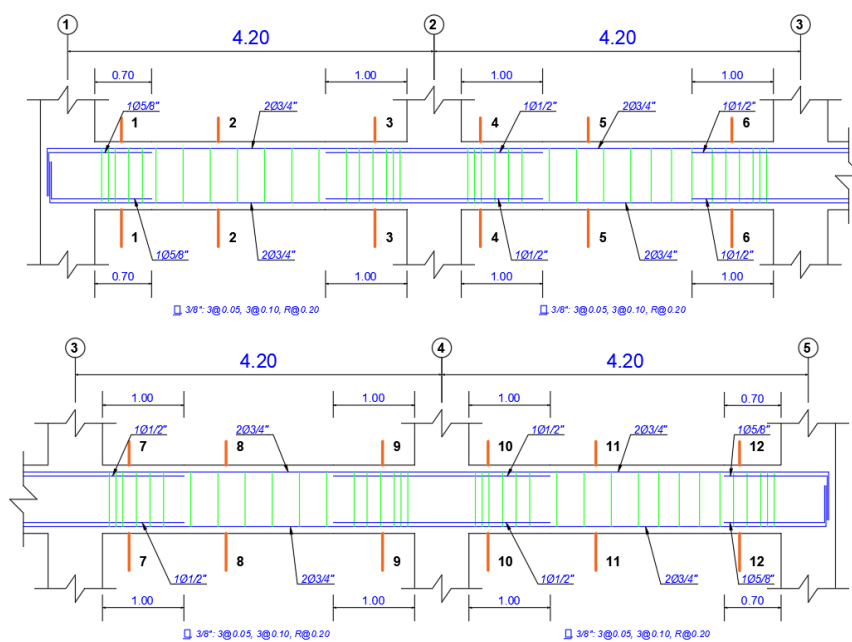 1 2 3
4.20 4.20
0.70 1.00 1.00 1.00
1Ø5/8" 2Ø3/4" 1Ø1/2" 2Ø3/4" 1Ø1/2"
1 2 3 4 5 6
1 2 3 4 5 6
1Ø5/8" 2Ø3/4" 1Ø1/2" 2Ø3/4" 1Ø1/2"
0.70 1.00 1.00 1.00
3/8": 3@0.05, 3@0.10, R@0.20 3/8": 3@0.05, 3@0.10, R@0.20
3 4 5
4.20 4.20
1.00 1.00 1.00 0.70
1Ø1/2" 2Ø3/4" 1Ø1/2" 2Ø3/4" 1Ø5/8"
7 8 9 10 11 12
7 8 9 10 11 12
1Ø1/2" 2Ø3/4" 1Ø1/2" 2Ø3/4" 1Ø5/8"
1.00 1.00 1.00 0.70
3/8": 3@0.05, 3@0.10, R@0.20 3/8": 3@0.05, 3@0.10, R@0.20